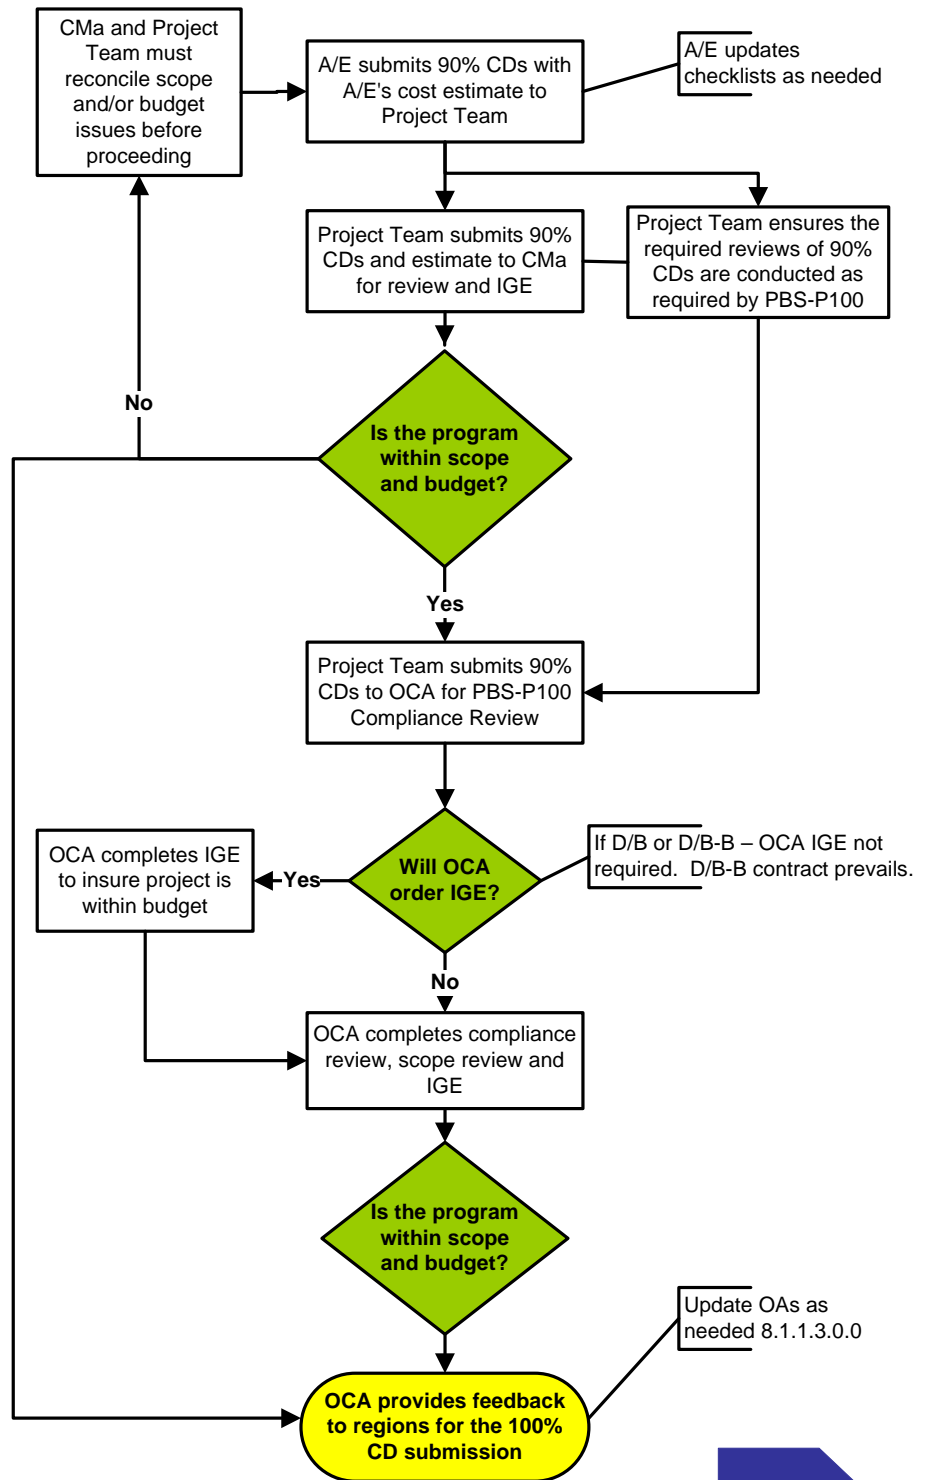 CMa and Project
Team must
reconcile scope
and/or budget
issues before
proceeding
A/E submits 90% CDs with
A/E's cost estimate to
Project Team
A/E updates
checklists as needed
Project Team submits 90%
CDs and estimate to CMa
for review and IGE
Project Team ensures the
required reviews of 90%
CDs are conducted as
required by PBS-P100
No
Is the program
within scope
and budget?
Yes
Project Team submits 90%
CDs to OCA for PBS-P100
Compliance Review
OCA completes IGE
to insure project is
within budget
Yes
Will OCA
order IGE?
If D/B or D/B-B – OCA IGE not
required.  D/B-B contract prevails.
No
OCA completes compliance
review, scope review and
IGE
Is the program
within scope
and budget?
Update OAs as
needed 8.1.1.3.0.0
OCA provides feedback
to regions for the 100%
CD submission